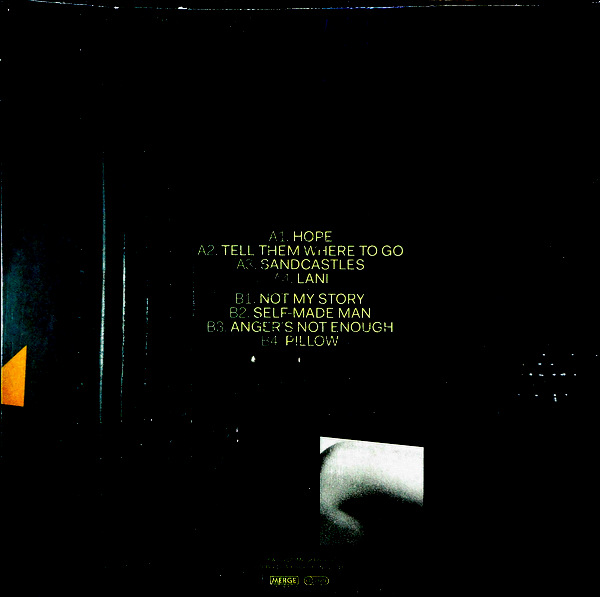 A1. HOPE
A2. TELL THEM WHERE TO GO
A3. SANDCASTLES
A4. LANI
B1. NOT MY STORY
B2. SELF-MADE MAN
B3. ANGER'S NOT ENOUGH
B4. PILLOW
MERGE